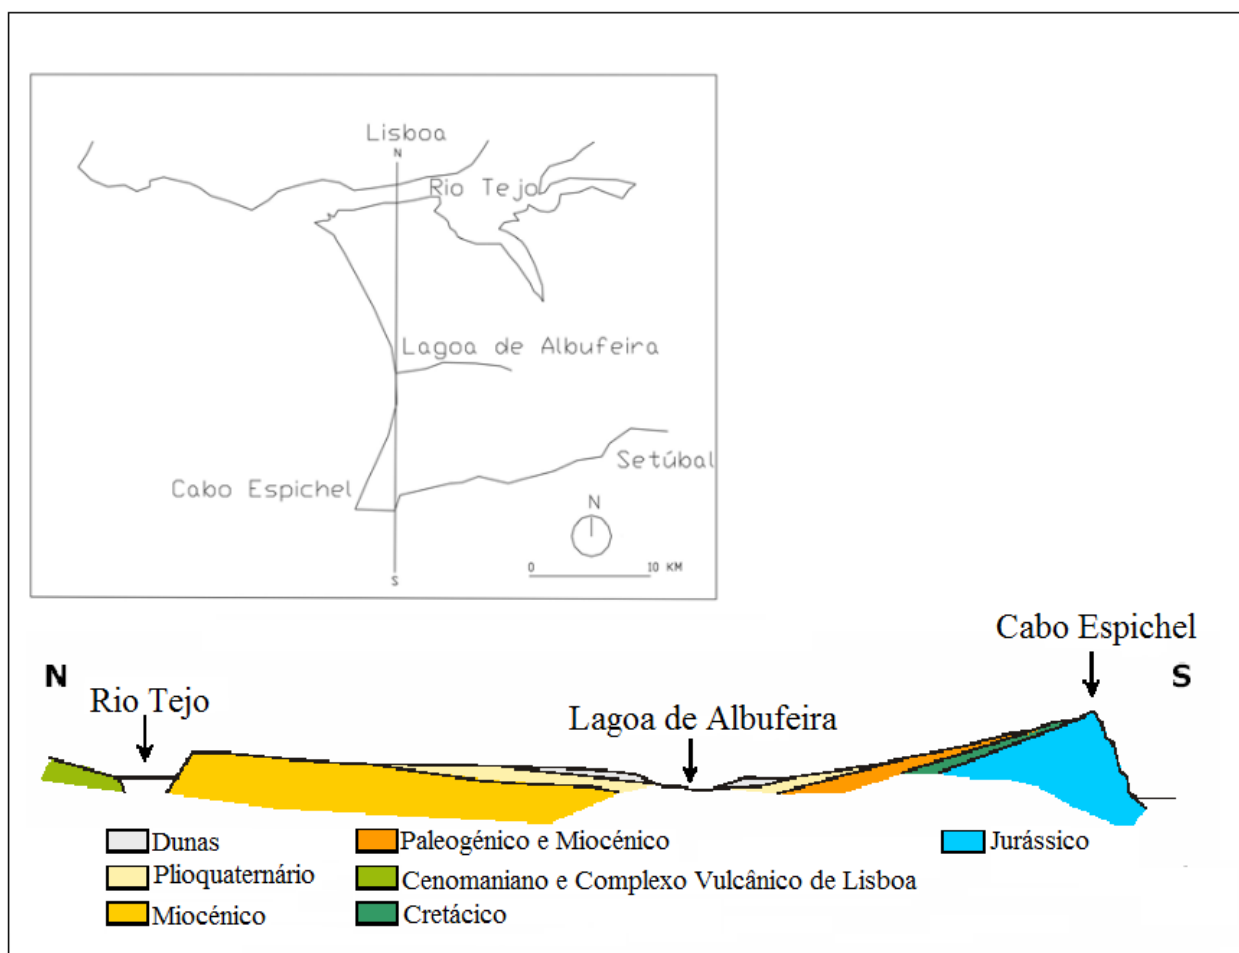 Lisboa
N
Rio Tejo
Lagoa de Albufeira
Setúbal
Cabo Espichel
N
0 10 KM
S
Cabo Espichel
N
S
Rio Tejo
Lagoa de Albufeira
Dunas
Paleogénico e Miocénico
Jurássico
Plioquaternário
Cenomaniano e Complexo Vulcânico de Lisboa
Miocénico
Cretácico